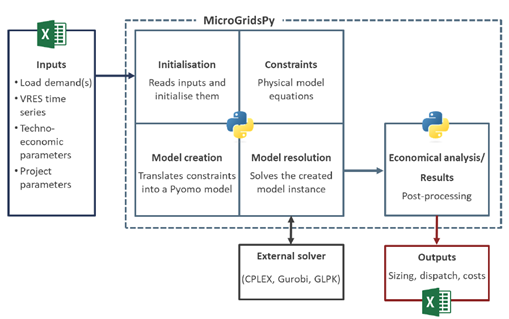 MicroGridsPy
Inputs
• Load demand(s)
• VRES time
series
• Techno-
economic
parameters
• Project
parameters
Initialisation
Reads inputs and
initialise them
Constraints
Physical model
equations
Model creation
Translates constraints
into a Pyomo model
Model resolution
Solves the created
model instance
Economical analysis/
Results
Post-processing
External solver
(CPLEX, Gurobi, GLPK)
Outputs
Sizing, dispatch, costs